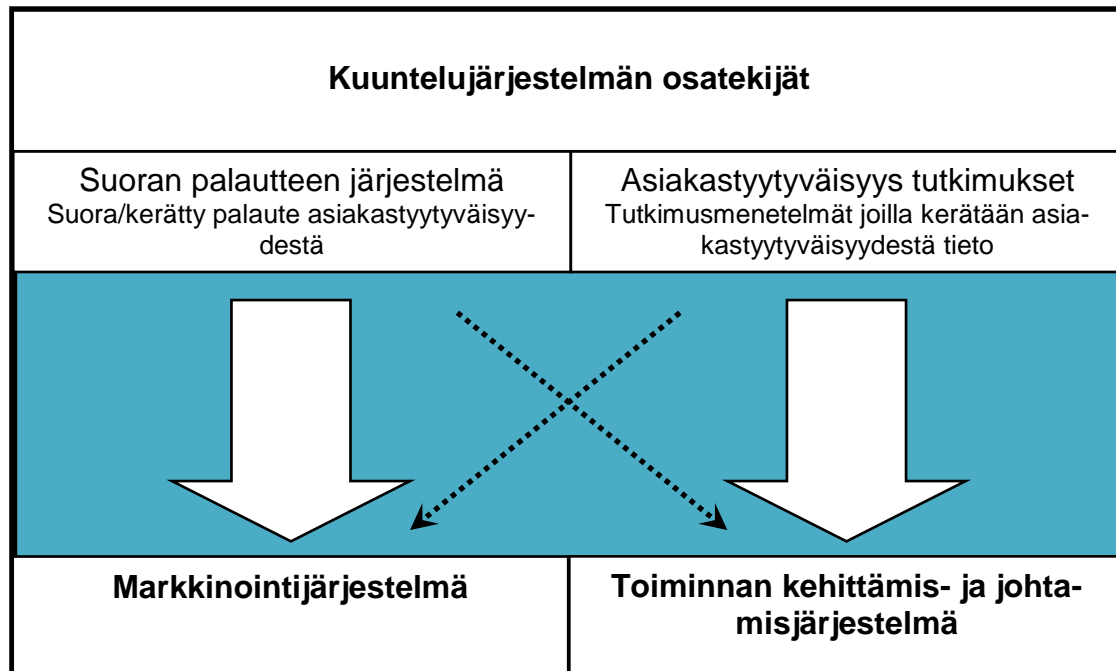 Kuuntelujärjestelmän osatekijät
Suoran palautteen järjestelmä
Suora/kerätty palaute asiakastyytyväisyy-
destä
Asiakastyytyväisyys tutkimukset
Tutkimusmenetelmät joilla kerätään asia-
kastyytyväisyydestä tieto
Markkinointijärjestelmä
Toiminnan kehittämis- ja johta-
misjärjestelmä